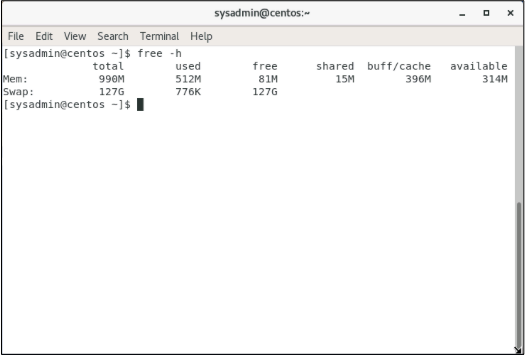 sysadmin@centos:~
File Edit View Search Terminal Help
[sysadmin@centos ~]$ free -h
total used free shared buff/cache available
Mem: 990M 512M 81M 15M 396M 314M
Swap: 127G 776K 127G
[sysadmin@centos ~]$